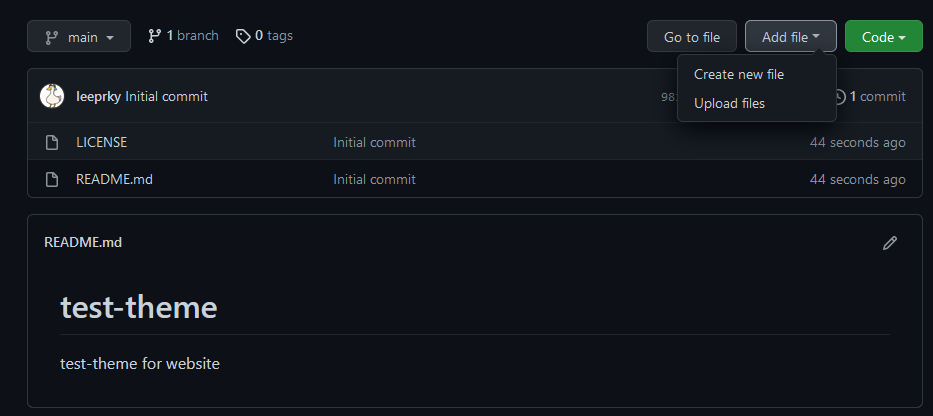 main 1 branch 0 tags Go to file Add file Code
Create new file
Upload files
leeprky Initial commit 1 commit
LICENSE Initial commit 44 seconds ago
README.md Initial commit 44 seconds ago
README.md
test-theme
test-theme for website